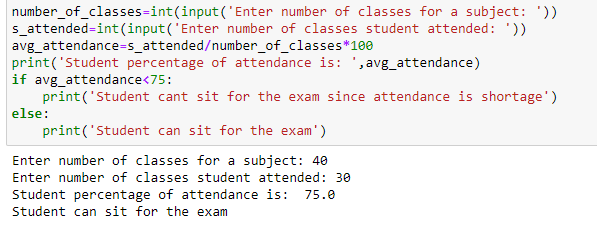 number_of_classes=int(input('Enter number of classes for a subject: '))
s_attended=int(input('Enter number of classes student attended: '))
avg_attendance=s_attended/number_of_classes*100
print('Student percentage of attendance is: ',avg_attendance)
if avg_attendance<75:
    print('Student cant sit for the exam since attendance is shortage')
else:
    print('Student can sit for the exam')
Enter number of classes for a subject: 40
Enter number of classes student attended: 30
Student percentage of attendance is:  75.0
Student can sit for the exam